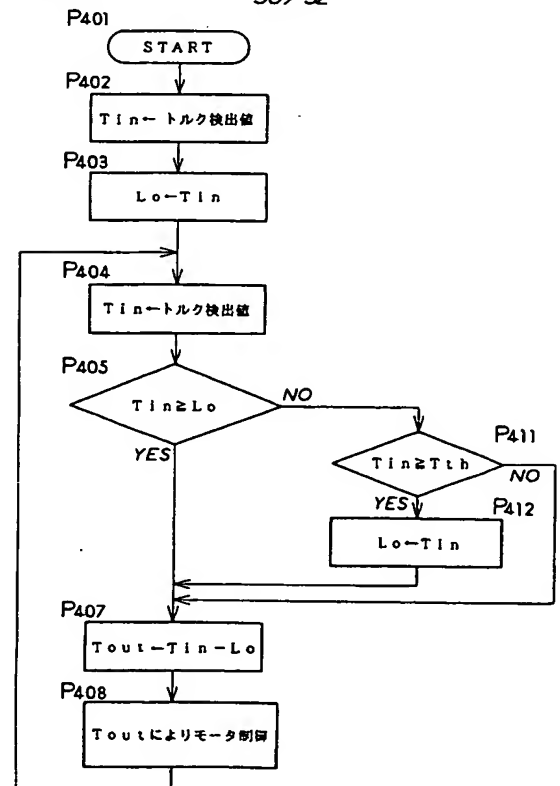 P401
START
P402
Tin←トルク検出値
P403
Lo←Tin
P404
Tin←トルク検出値
P405
Tin≧Lo
NO
YES
P411
Tin≧Tth
NO
YES
P412
Lo←Tin
P407
Tout←Tin−Lo
P408
Toutによりモータ制御